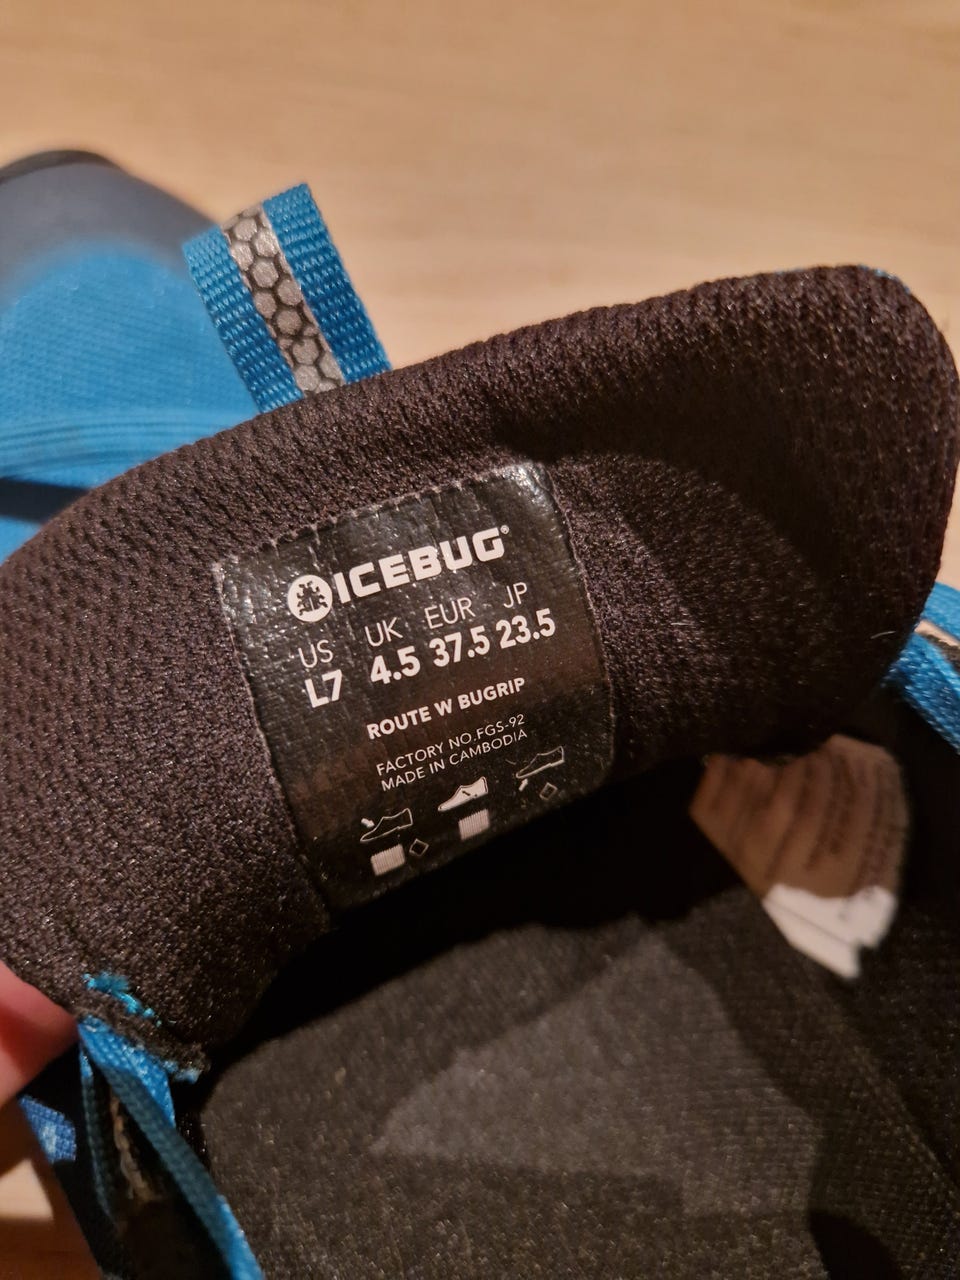 ICEBUG®
US UK EUR JP
L7 4.5 37.5 23.5
ROUTE W BUGRIP
FACTORY NO.FGS-92
MADE IN CAMBODIA